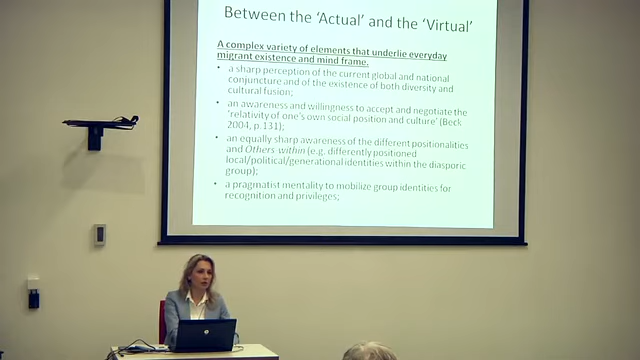 Between the 'Actual' and the 'Virtual'
A complex variety of elements that underlie everyday
migrant existence and mind frame.
• a sharp perception of the current global and national
conjuncture and of the existence of both diversity and
cultural fusion;
• an awareness and willingness to accept and negotiate the
'relativity of one's own social position and culture' (Beck
2004, p.131);
• an equally sharp awareness of the different positionalities
and Others within (e.g. differently positioned
local/political/generational identities within the diasporic
group);
• a pragmatist mentality to mobilize group identities for
recognition and privileges;